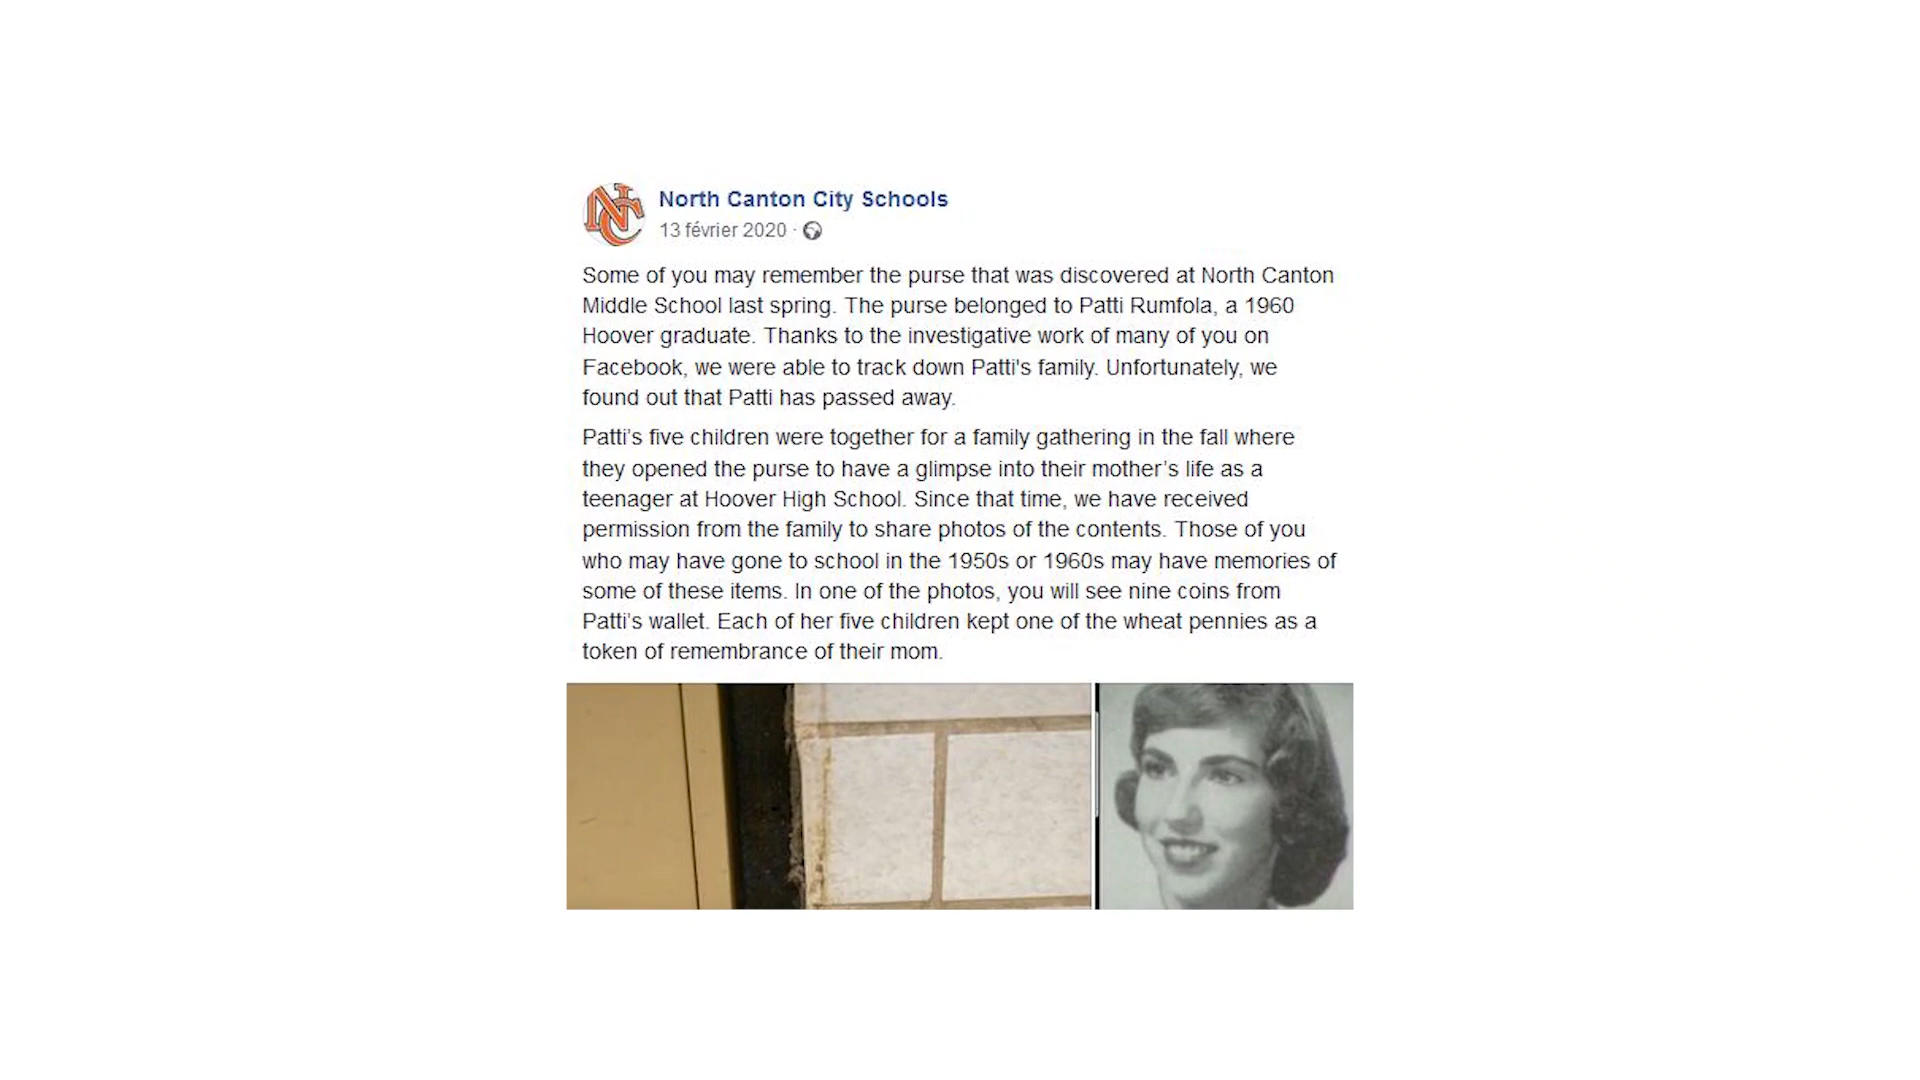 NC
North Canton City Schools
13 février 2020 ·
Some of you may remember the purse that was discovered at North Canton
Middle School last spring. The purse belonged to Patti Rumfola, a 1960
Hoover graduate. Thanks to the investigative work of many of you on
Facebook, we were able to track down Patti's family. Unfortunately, we
found out that Patti has passed away.
Patti's five children were together for a family gathering in the fall where
they opened the purse to have a glimpse into their mother's life as a
teenager at Hoover High School. Since that time, we have received
permission from the family to share photos of the contents. Those of you
who may have gone to school in the 1950s or 1960s may have memories of
some of these items. In one of the photos, you will see nine coins from
Patti's wallet. Each of her five children kept one of the wheat pennies as a
token of remembrance of their mom.